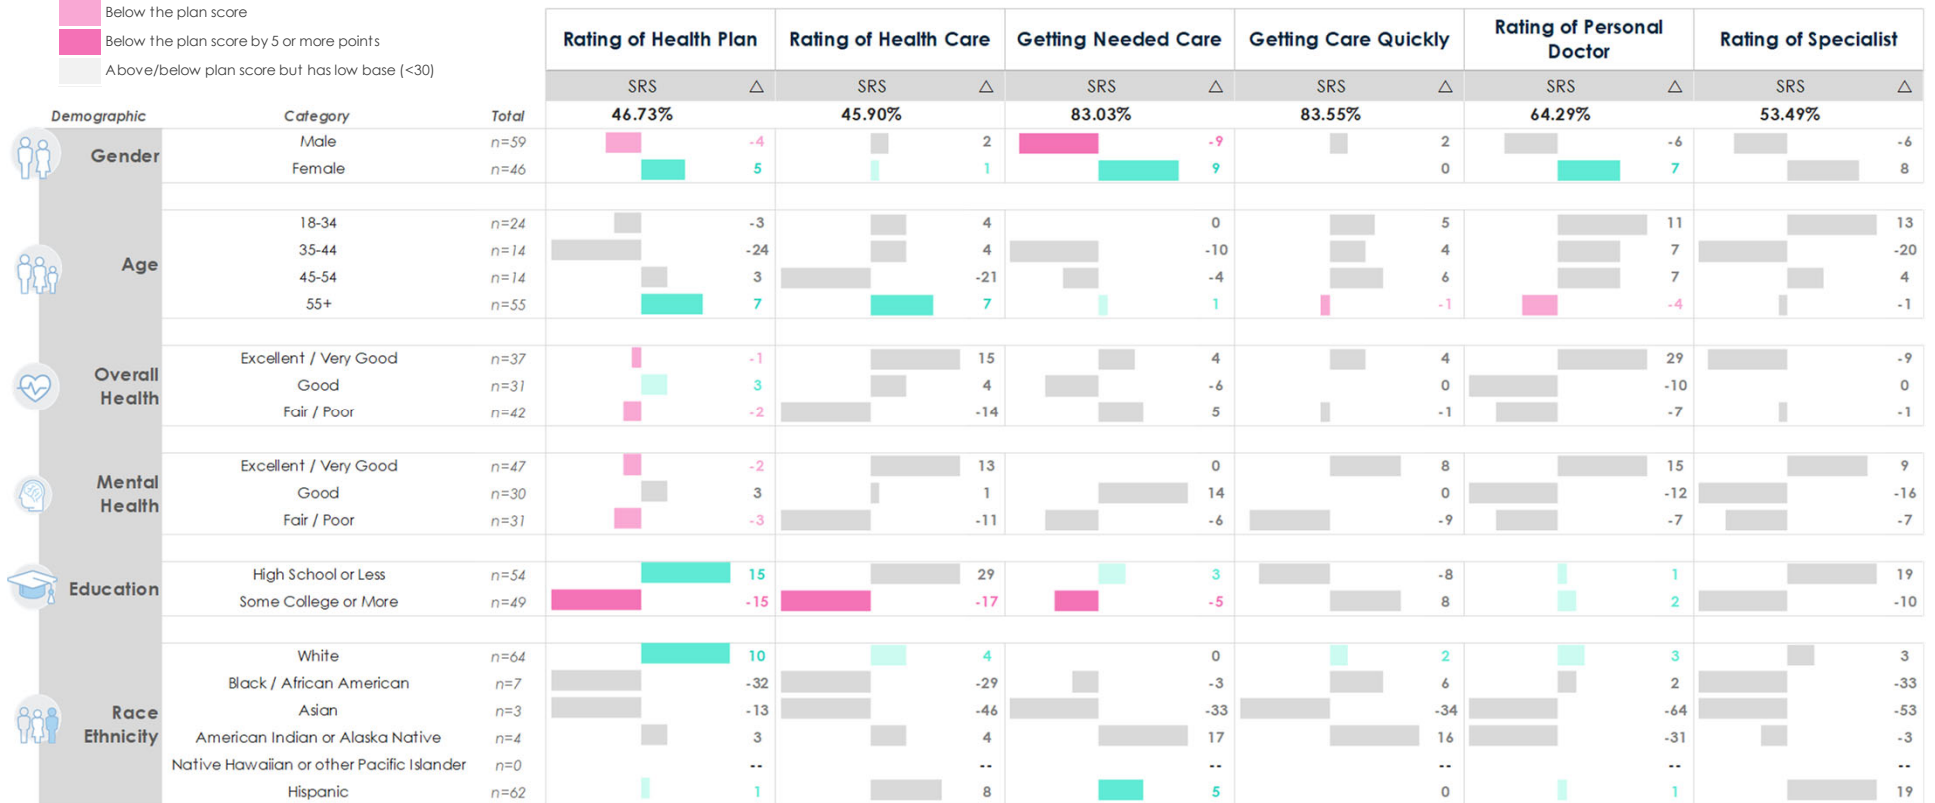 Below the plan score
Below the plan score by 5 or more points
Above/below plan score but has low base (<30)
Rating of Health Plan Rating of Health Care Getting Needed Care Getting Care Quickly Rating of Personal Doctor Rating of Specialist
SRS △ SRS △ SRS △ SRS △ SRS △ SRS △
Demographic Category Total 46.73% 45.90% 83.03% 83.55% 64.29% 53.49%
Gender
Male n=59 -4 2 -9 2 -6 -6
Female n=46 5 1 9 0 7 8
Age
18-34 n=24 -3 4 0 5 11 13
35-44 n=14 -24 4 -10 4 7 -20
45-54 n=14 3 -21 -4 6 7 4
55+ n=55 7 7 1 -1 -4 -1
Overall Health
Excellent / Very Good n=37 -1 15 4 4 29 -9
Good n=31 3 4 -6 0 -10 0
Fair / Poor n=42 -2 -14 5 -1 -7 -1
Mental Health
Excellent / Very Good n=47 -2 13 0 8 15 9
Good n=30 3 1 14 0 -12 -16
Fair / Poor n=31 -3 -11 -6 -9 -7 -7
Education
High School or Less n=54 15 29 3 -8 1 19
Some College or More n=49 -15 -17 -5 8 2 -10
Race Ethnicity
White n=64 10 4 0 2 3 3
Black / African American n=7 -32 -29 -3 6 2 -33
Asian n=3 -13 -46 -33 -34 -64 -53
American Indian or Alaska Native n=4 3 4 17 16 -31 -3
Native Hawaiian or other Pacific Islander n=0 -- -- -- -- -- --
Hispanic n=62 1 8 5 0 1 19